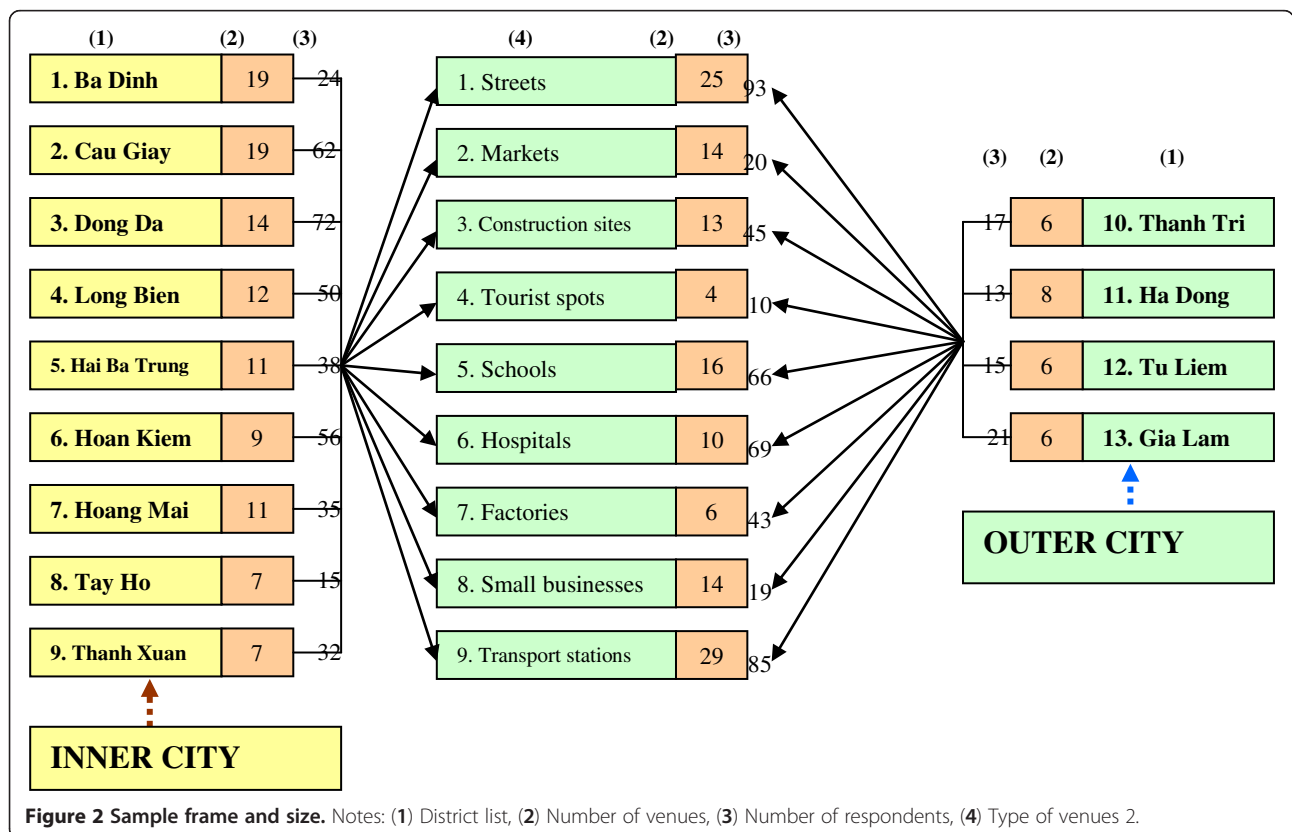 (1) (2) (3)
1. Ba Dinh 19 24
2. Cau Giay 19 62
3. Dong Da 14 72
4. Long Bien 12 50
5. Hai Ba Trung 11 38
6. Hoan Kiem 9 56
7. Hoang Mai 11 35
8. Tay Ho 7 15
9. Thanh Xuan 7 32
INNER CITY
(4) (2) (3)
1. Streets 25 93
2. Markets 14 20
3. Construction sites 13 45
4. Tourist spots 4 10
5. Schools 16 66
6. Hospitals 10 69
7. Factories 6 43
8. Small businesses 14 19
9. Transport stations 29 85
(3) (2) (1)
17 6 10. Thanh Tri
13 8 11. Ha Dong
15 6 12. Tu Liem
21 6 13. Gia Lam
OUTER CITY
Figure 2 Sample frame and size. Notes: (1) District list, (2) Number of venues, (3) Number of respondents, (4) Type of venues 2.